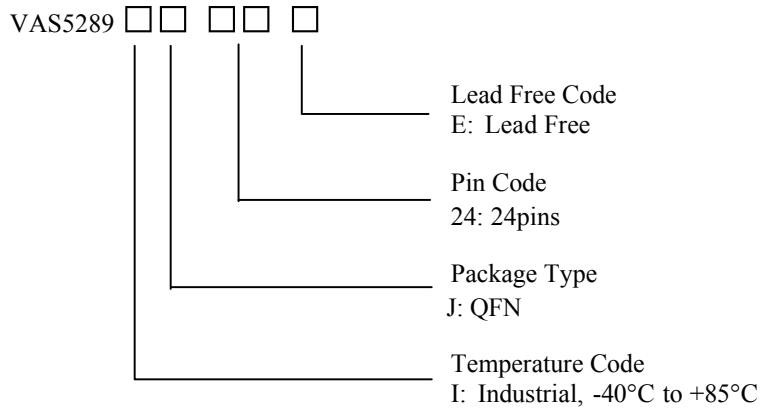 VAS5289 □□ □□ □
Lead Free Code
E: Lead Free
Pin Code
24: 24pins
Package Type
J: QFN
Temperature Code
I: Industrial, -40°C to +85°C